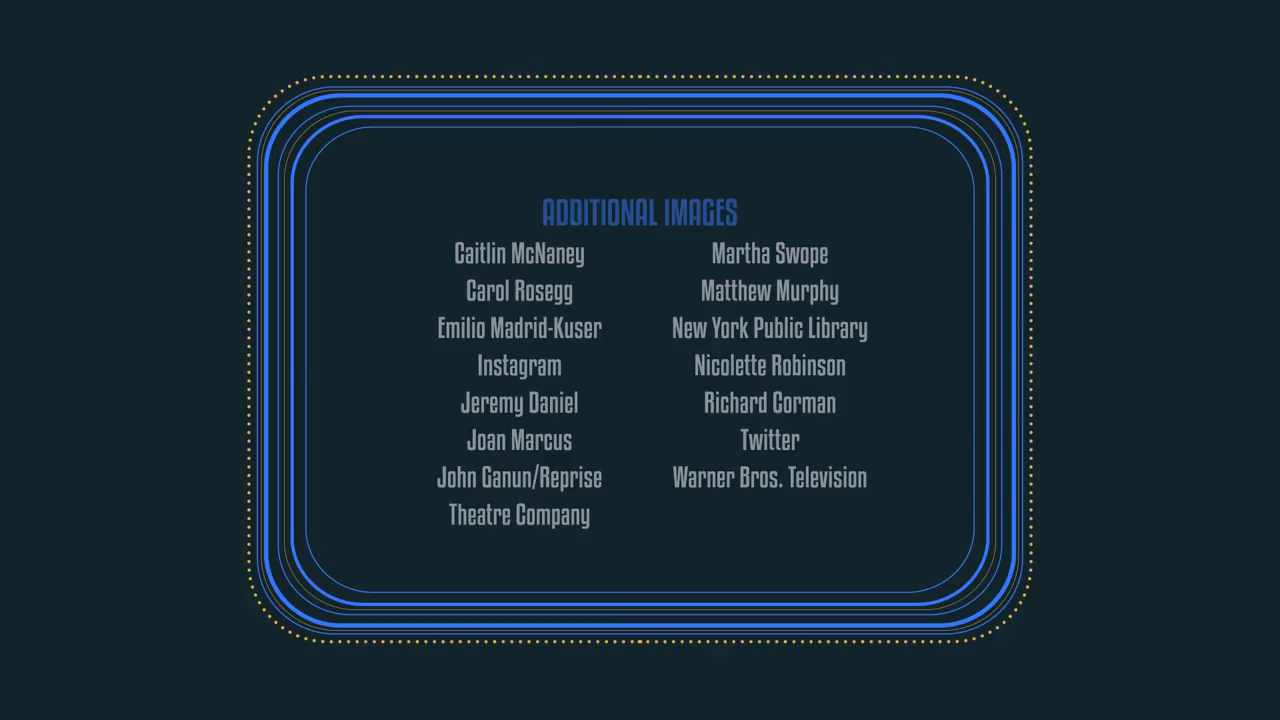 ADDITIONAL IMAGES
Caitlin McNaney
Carol Rosegg
Emilio Madrid-Kuser
Instagram
Jeremy Daniel
Joan Marcus
John Ganun/Reprise
Theatre Company
Martha Swope
Matthew Murphy
New York Public Library
Nicolette Robinson
Richard Corman
Twitter
Warner Bros. Television